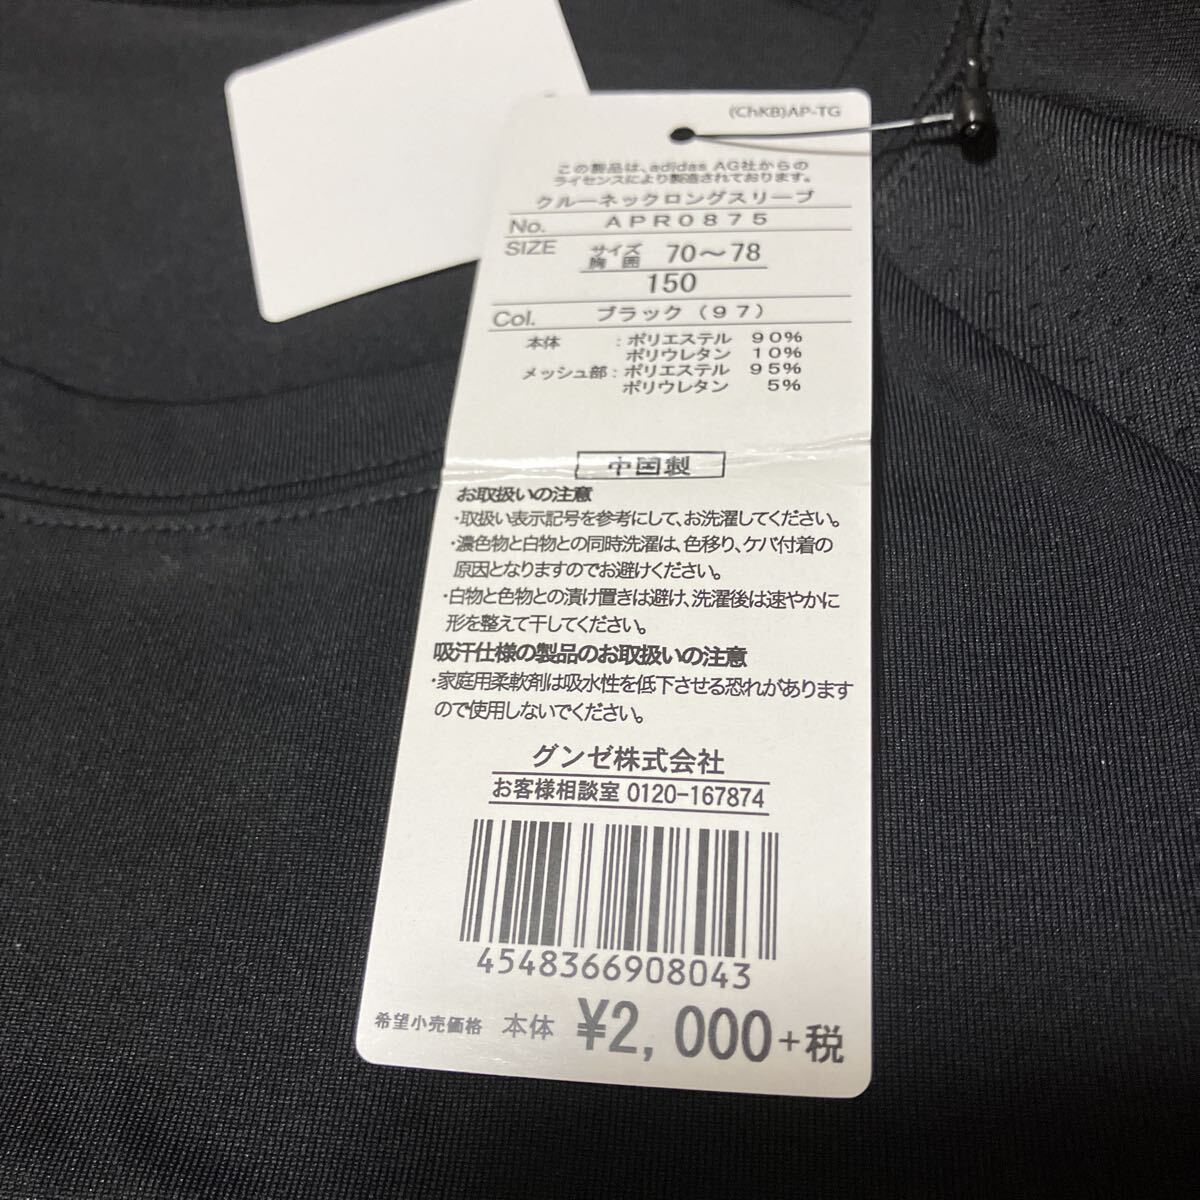 (ChKB)AP-TG
この製品は、adidas AG社からの
ライセンスにより製造されております。
クルーネックロングスリーブ
No. APR0875
SIZE サイズ
胸囲 70～78
150
Col. ブラック（97）
本体 ：ポリエステル 90%
ポリウレタン 10%
メッシュ部：ポリエステル 95%
ポリウレタン 5%
中国製
お取扱いの注意
・取扱い表示記号を参考にして、お洗濯してください。
・濃色物と白物との同時洗濯は、色移り、ケバ付着の
原因となりますのでお避けください。
・白物と色物との漬け置きは避け、洗濯後は速やかに
形を整えて干してください。
吸汗仕様の製品のお取扱いの注意
・家庭用柔軟剤は吸水性を低下させる恐れがあります
ので使用しないでください。
グンゼ株式会社
お客様相談室 0120-167874
4548366908043
希望小売価格 本体 ¥2,000+税